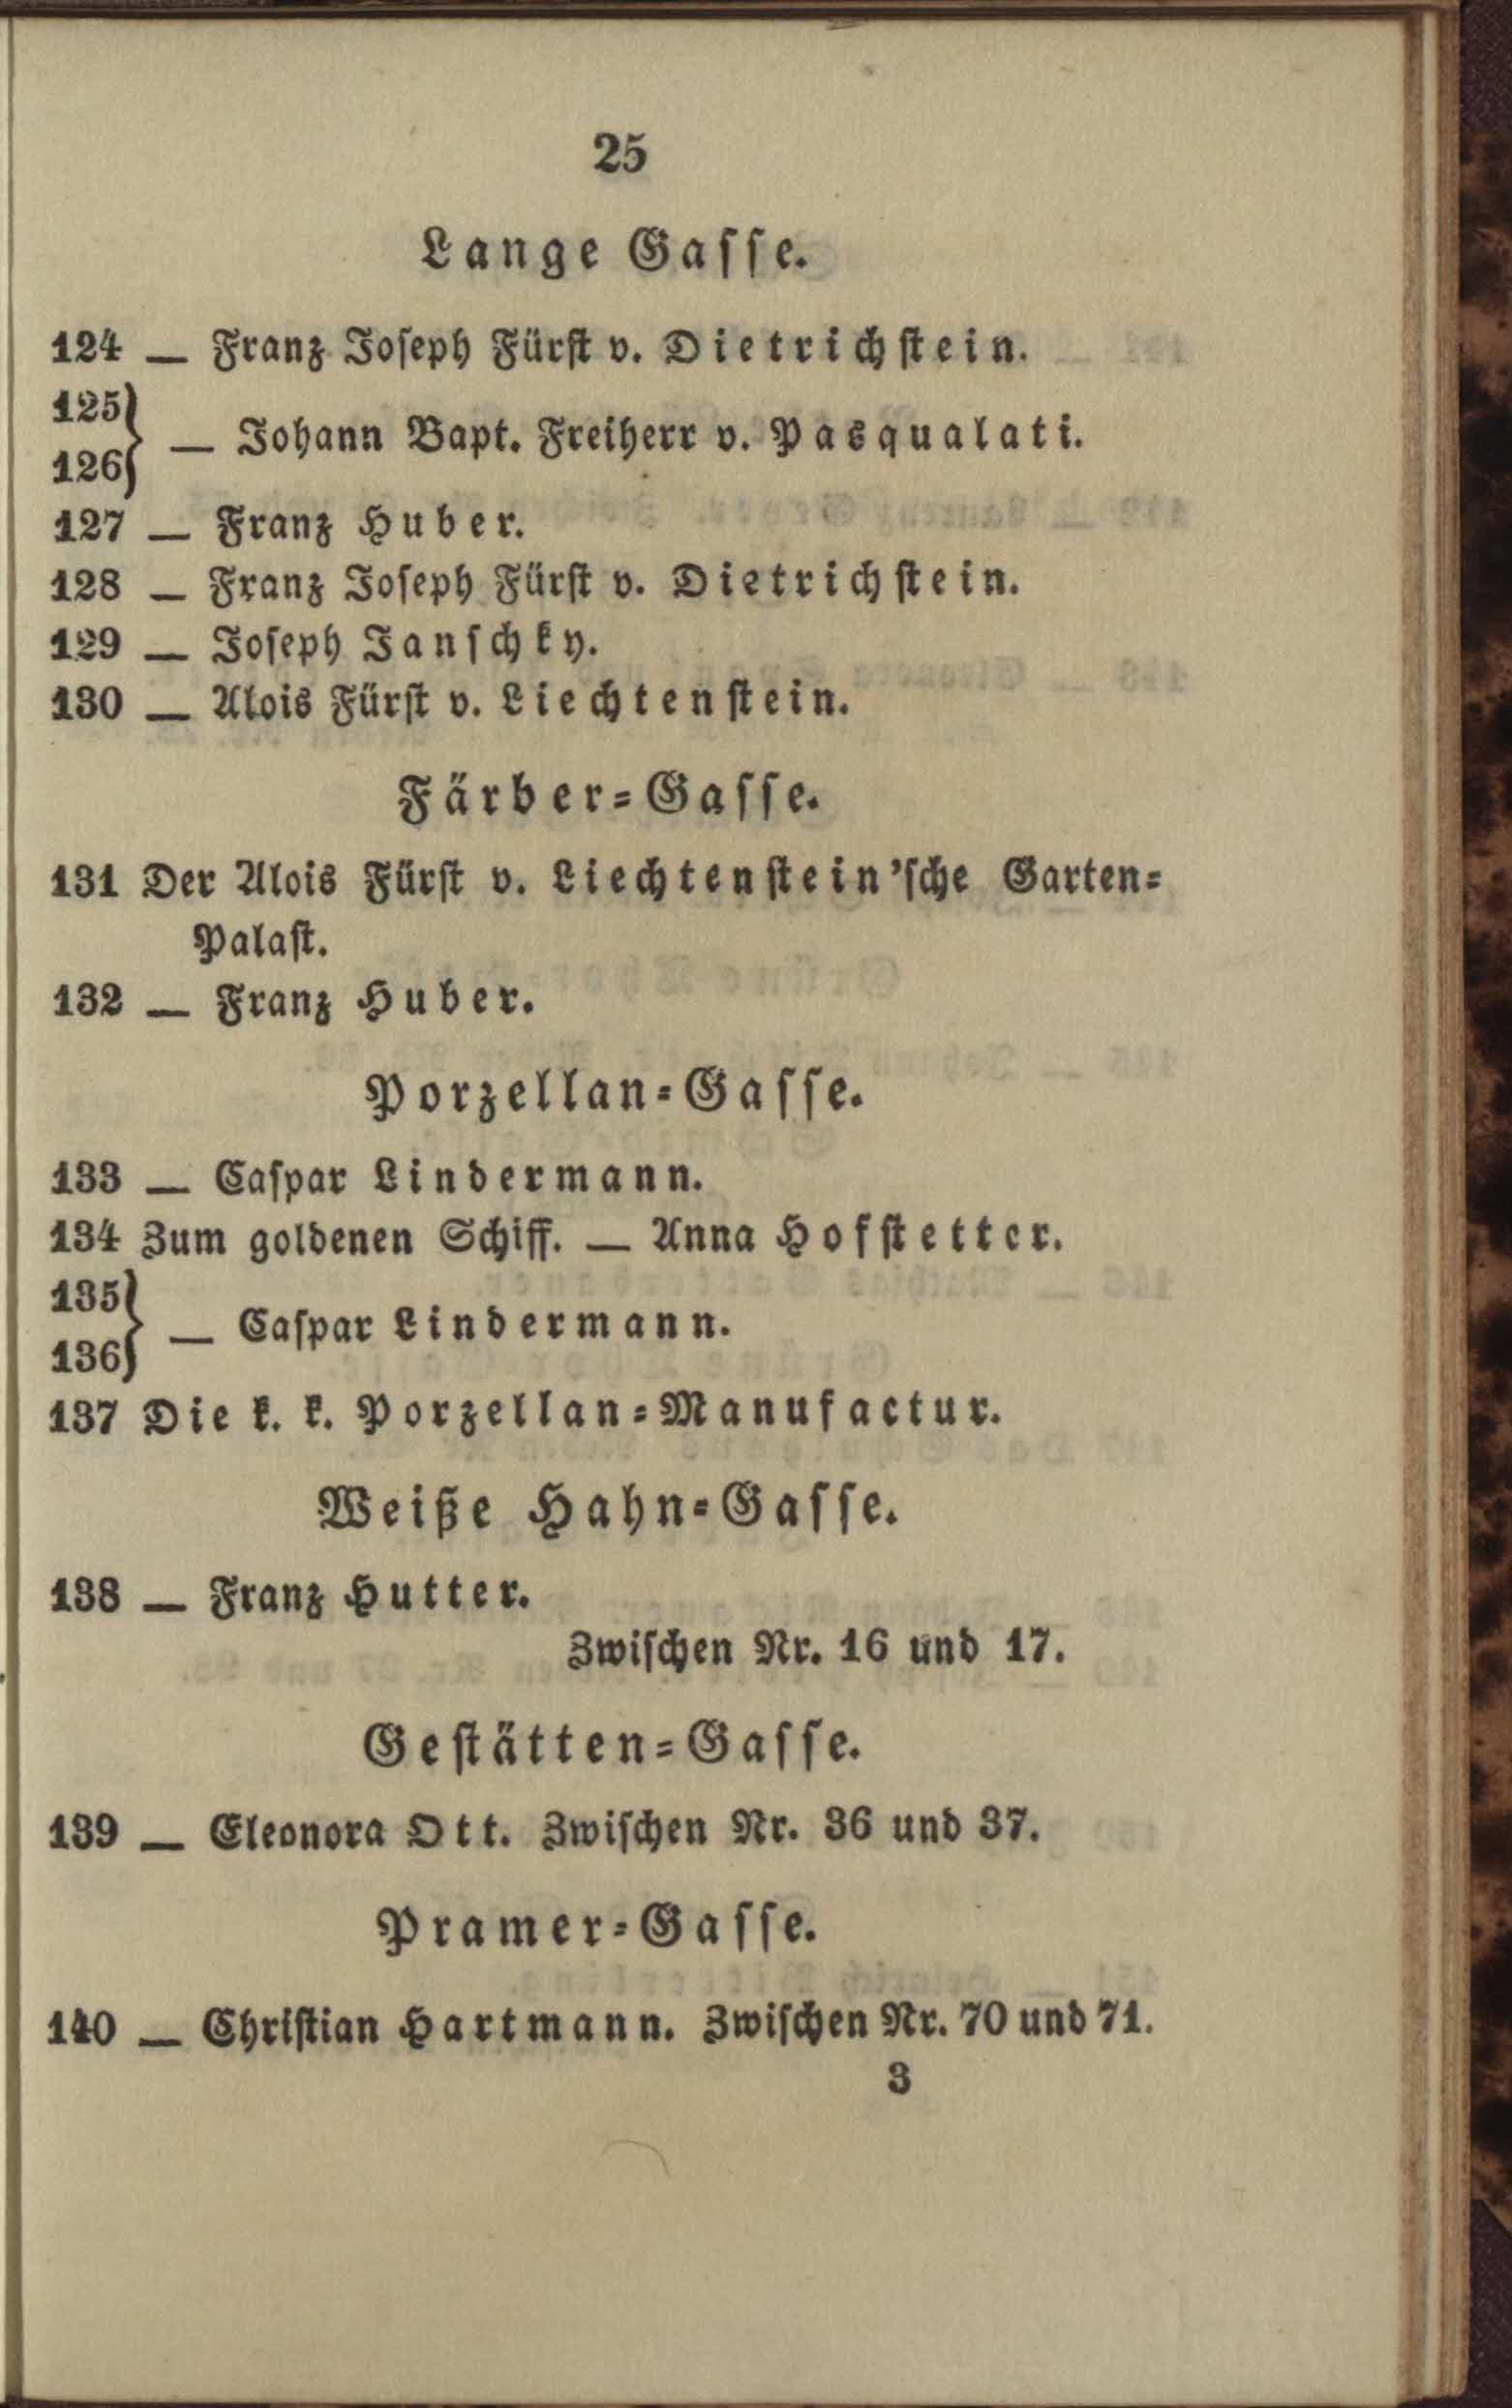 25
Lange Gasse.
124 — Franz Joseph Fürst v. Dietrichstein.
125}
— Johann Bapt. Freiherr v. Pasqualati.
126}
127 — Franz Huber.
128 — Franz Joseph Fürst v. Dietrichstein.
129 — Joseph Janschky.
130 — Alois Fürst v. Liechtenstein.
Färber-Gasse.
131 Der Alois Fürst v. Liechtenstein'sche Garten-
Palast.
132 — Franz Huber.
Porzellan-Gasse.
133 — Caspar Lindermann.
134 Zum goldenen Schiff. — Anna Hofstetter.
135}
— Caspar Lindermann.
136}
137 Die k. k. Porzellan-Manufactur.
Weiße Hahn-Gasse.
138 — Franz Hutter.
Zwischen Nr. 16 und 17.
Gestätten-Gasse.
139 — Eleonora Ott. Zwischen Nr. 36 und 37.
Pramer-Gasse.
140 — Christian Hartmann. Zwischen Nr. 70 und 71.
3